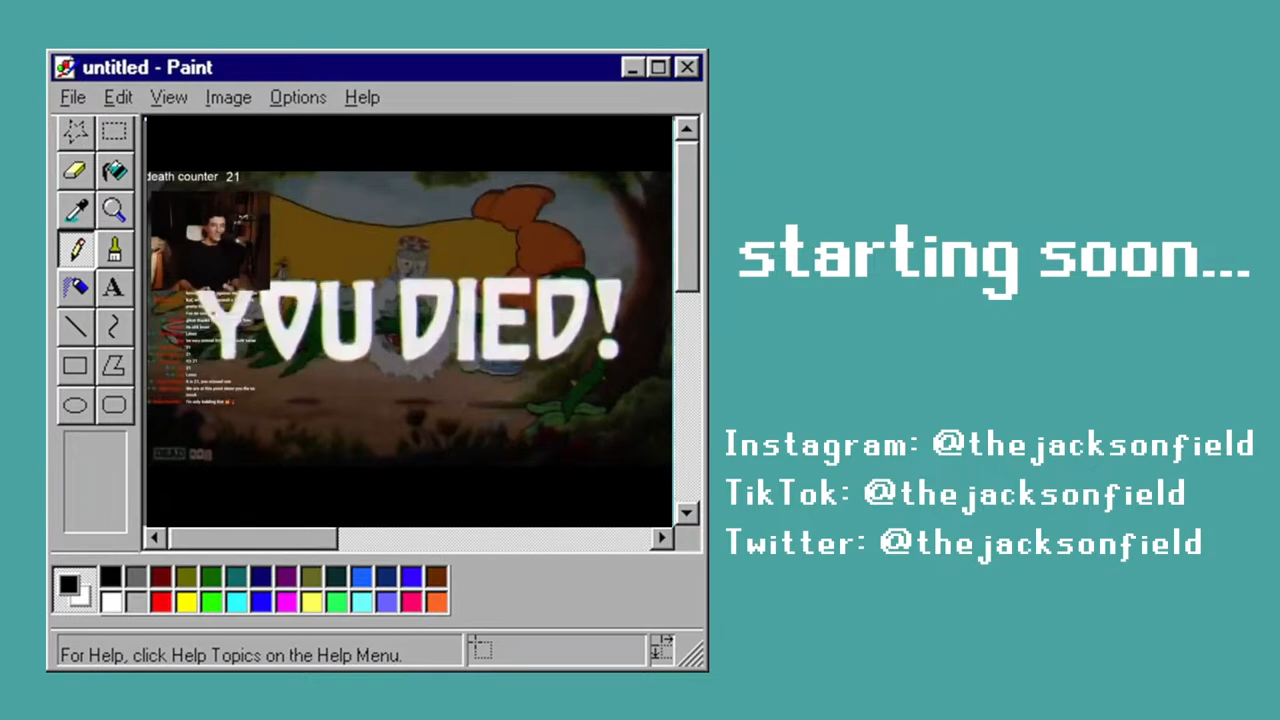 untitled - Paint
File Edit View Image Options Help
death counter 21
YOU DIED!
A
For Help, click Help Topics on the Help Menu.
starting soon...
Instagram: @thejacksonfield
TikTok: @thejacksonfield
Twitter: @thejacksonfield